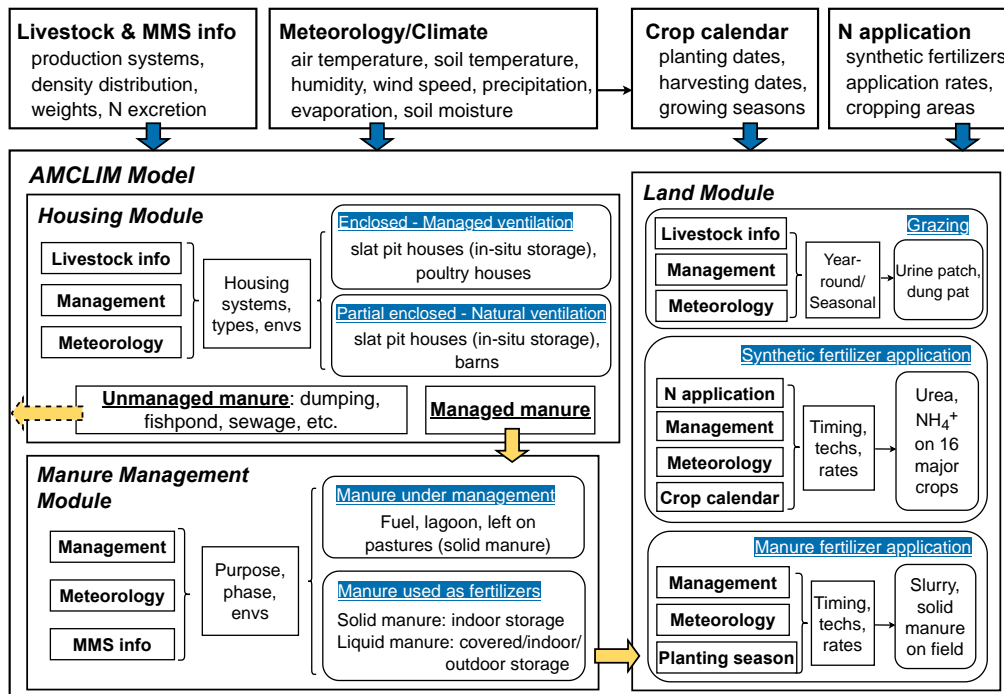 Livestock & MMS info
production systems,
density distribution,
weights, N excretion
Meteorology/Climate
air temperature, soil temperature,
humidity, wind speed, precipitation,
evaporation, soil moisture
Crop calendar
planting dates,
harvesting dates,
growing seasons
N application
synthetic fertilizers
application rates,
cropping areas
AMCLIM Model
Housing Module
Livestock info
Management
Meteorology
Housing
systems,
types, envs
Enclosed - Managed ventilation
slat pit houses (in-situ storage),
poultry houses
Partial enclosed - Natural ventilation
slat pit houses (in-situ storage),
barns
Unmanaged manure: dumping,
fishpond, sewage, etc.
Managed manure
Manure Management
Module
Management
Meteorology
MMS info
Purpose,
phase,
envs
Manure under management
Fuel, lagoon, left on
pastures (solid manure)
Manure used as fertilizers
Solid manure: indoor storage
Liquid manure: covered/indoor/
outdoor storage
Land Module
Grazing
Livestock info
Management
Meteorology
Year-
round/
Seasonal
Urine patch,
dung pat
Synthetic fertilizer application
N application
Management
Meteorology
Crop calendar
Timing,
techs,
rates
Urea,
NH₄⁺
on 16
major
crops
Manure fertilizer application
Management
Meteorology
Planting season
Timing,
techs,
rates
Slurry,
solid
manure
on field